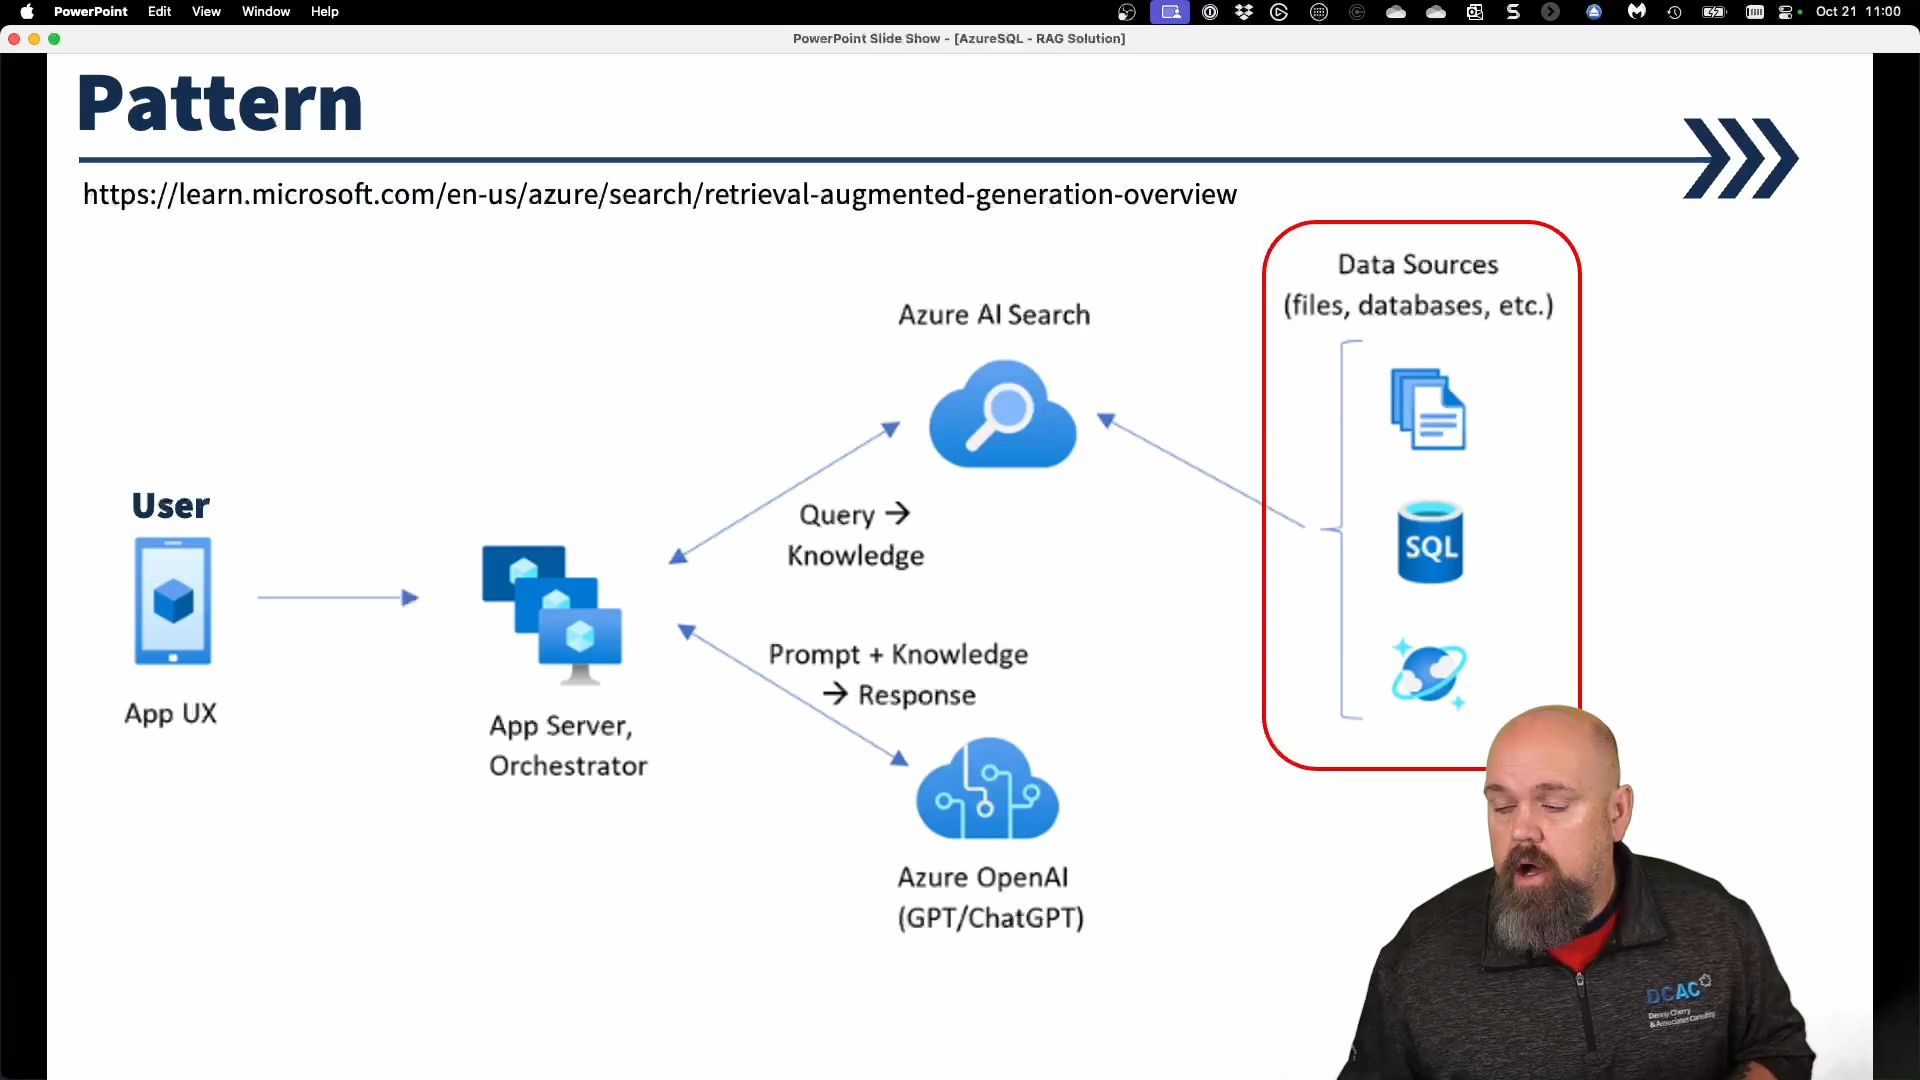 PowerPoint Edit View Window Help
Oct 21 11:00
PowerPoint Slide Show - [AzureSQL - RAG Solution]
Pattern
https://learn.microsoft.com/en-us/azure/search/retrieval-augmented-generation-overview
Data Sources
(files, databases, etc.)
Azure AI Search
SQL
Query →
Knowledge
User
App UX
App Server,
Orchestrator
Prompt + Knowledge
→ Response
Azure OpenAI
(GPT/ChatGPT)
DCAC
Denny Cherry
& Associates Consulting